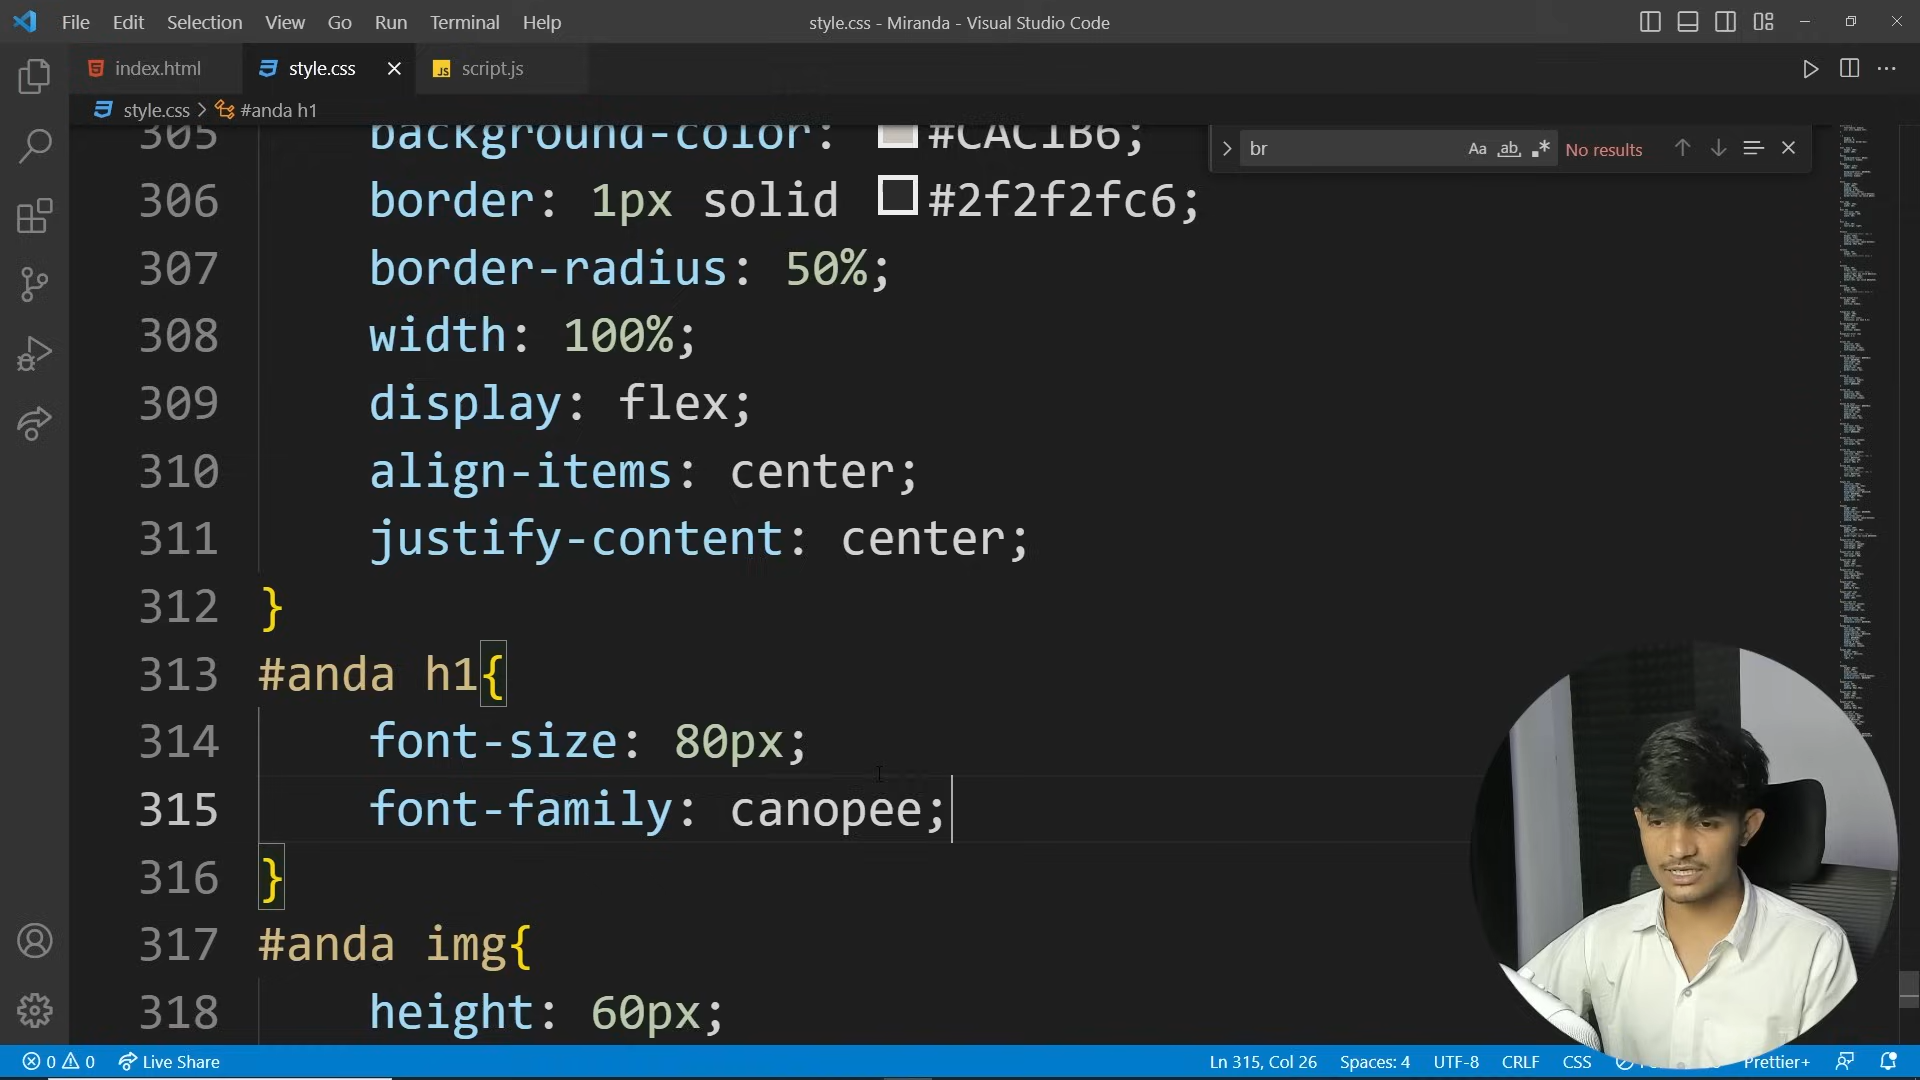 File Edit Selection View Go Run Terminal Help
style.css - Miranda - Visual Studio Code
index.html
style.css
JS script.js
style.css > #anda h1
br
Aa ab
No results
305 background-color: #CAC1B6;
306 border: 1px solid #2f2f2fc6;
307 border-radius: 50%;
308 width: 100%;
309 display: flex;
310 align-items: center;
311 justify-content: center;
312 }
313 #anda h1{
314 font-size: 80px;
315 font-family: canopee;
316 }
317 #anda img{
318 height: 60px;
0 0 Live Share
Ln 315, Col 26 Spaces: 4 UTF-8 CRLF CSS Prettier+